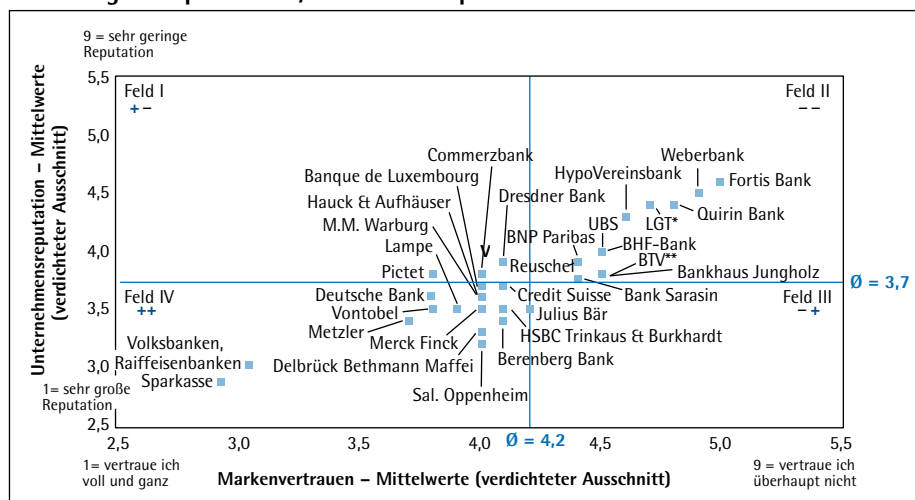 9 = sehr geringe
Reputation
Unternehmensreputation – Mittelwerte
(verdichteter Ausschnitt)
5,5
5,0
4,5
4,0
3,5
3,0
2,5
Feld I
+ –
Feld II
– –
Commerzbank
Weberbank
Banque de Luxembourg
HypoVereinsbank
Fortis Bank
Hauck & Aufhäuser
Dresdner Bank
M.M. Warburg
UBS
LGT*
Quirin Bank
Lampe
V
BNP Paribas
BHF-Bank
Pictet
Reuschel
BTV**
Bankhaus Jungholz
Ø = 3,7
Feld IV
++
Deutsche Bank
Credit Suisse
Bank Sarasin
Feld III
– +
Vontobel
Julius Bär
Metzler
Merck Finck
HSBC Trinkaus & Burkhardt
Volksbanken,
Raiffeisenbanken
Delbrück Bethmann Maffei
Berenberg Bank
Sparkasse
1= sehr große
Reputation
Sal. Oppenheim
Ø = 4,2
2,5 3,0 3,5 4,0 4,5 5,0 5,5
1= vertraue ich
voll und ganz
Markenvertrauen – Mittelwerte (verdichteter Ausschnitt)
9 = vertraue ich
überhaupt nicht